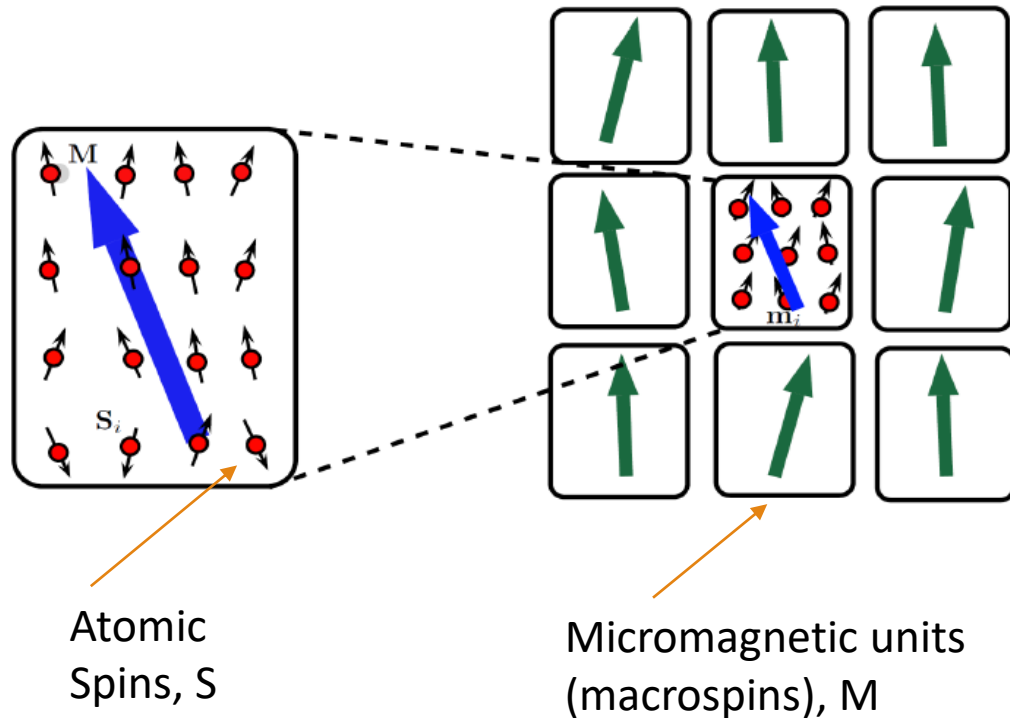 M
S_i
m_i
Atomic
Spins, S
Micromagnetic units
(macrospins), M